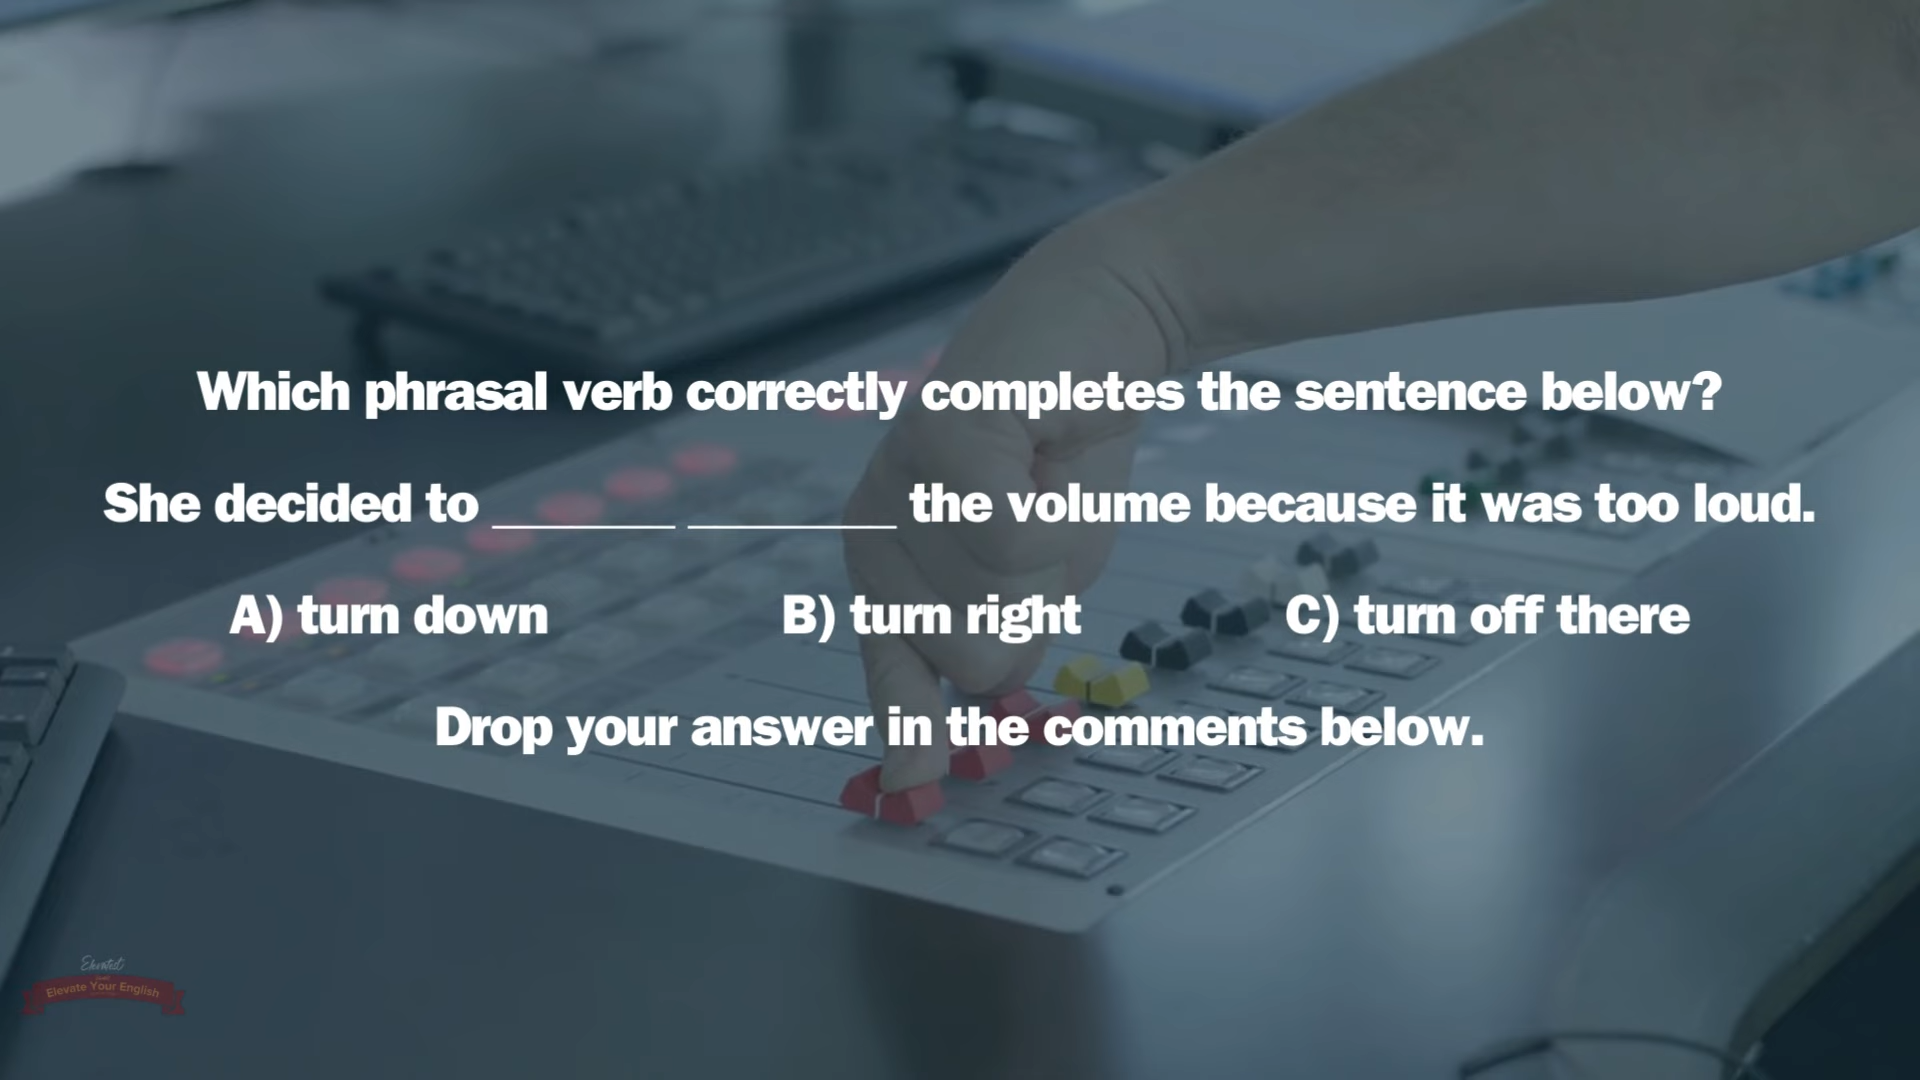 Which phrasal verb correctly completes the sentence below?
She decided to _______ ________ the volume because it was too loud.
A) turn down B) turn right C) turn off there
Drop your answer in the comments below.
Elevate Your English